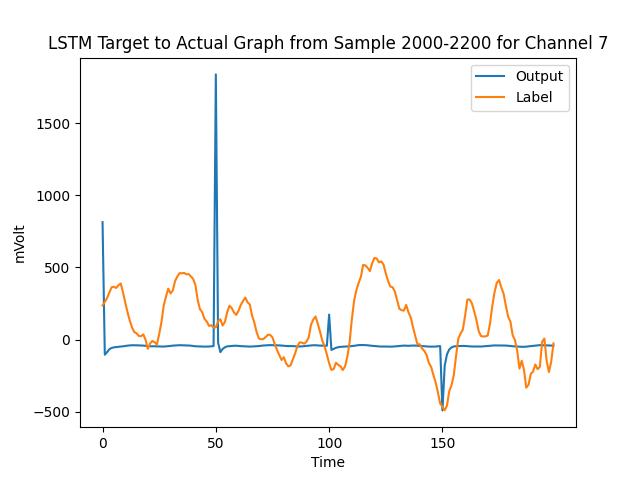 LSTM Target to Actual Graph from Sample 2000-2200 for Channel 7
Output
Label
1500
1000
500
0
−500
mVolt
0
50
100
150
Time